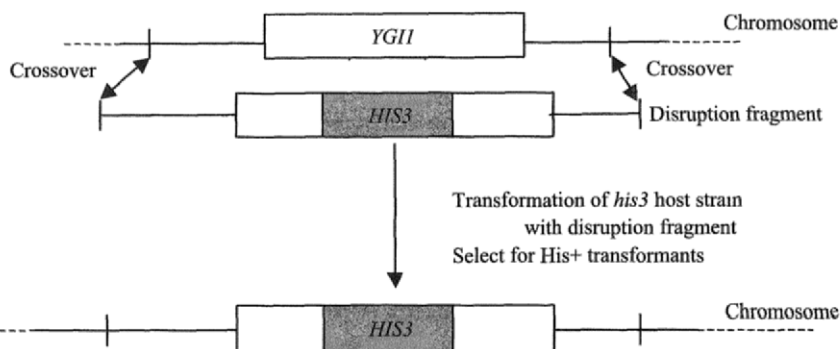 Chromosome
YGI1
Crossover
Crossover
HIS3
Disruption fragment
Transformation of his3 host strain
with disruption fragment
Select for His+ transformants
Chromosome
HIS3